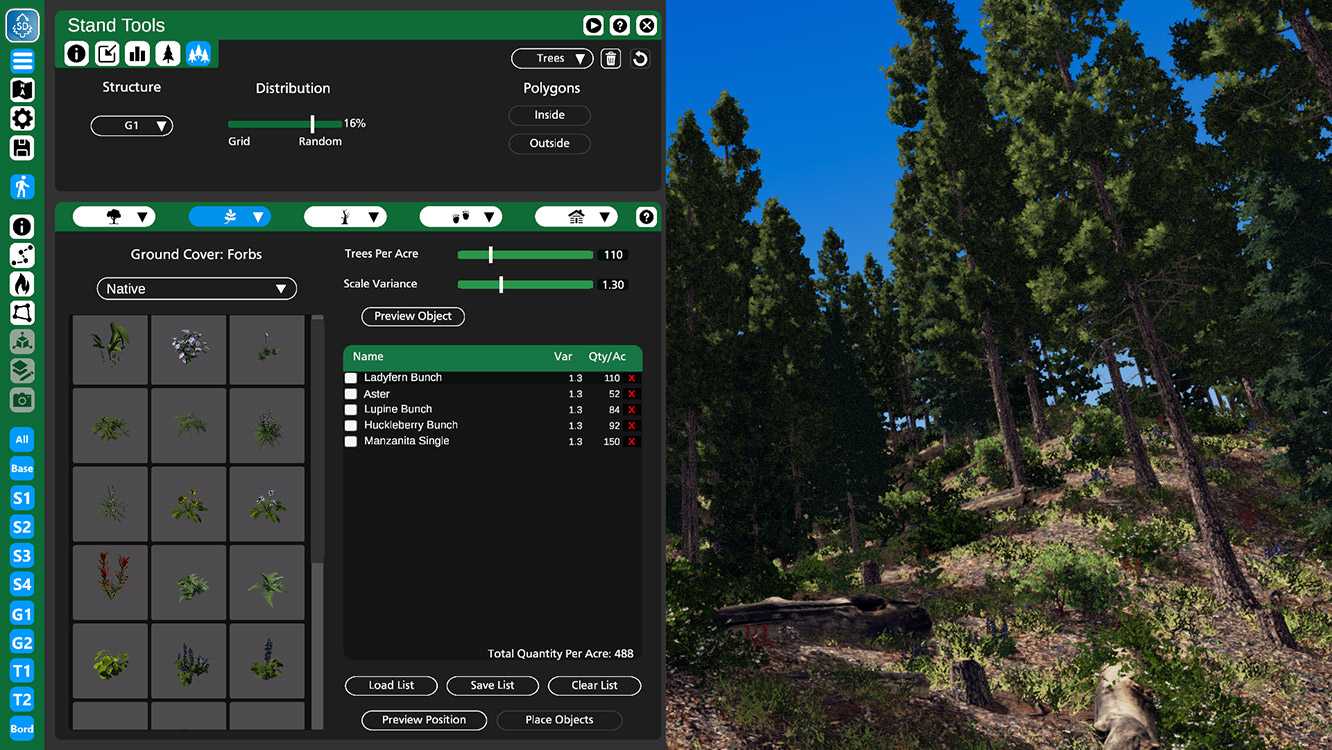 SD
Stand Tools
Trees
Structure
Distribution
Polygons
G1
16%
Grid
Random
Inside
Outside
N
Ground Cover: Forbs
Native
Trees Per Acre
110
Scale Variance
1.30
Preview Object
Name Var Qty/Ac
Ladyfern Bunch 1.3 110 X
Aster 1.3 52 X
Lupine Bunch 1.3 84 X
Huckleberry Bunch 1.3 92 X
Manzanita Single 1.3 150 X
Total Quantity Per Acre: 488
Load List
Save List
Clear List
Preview Position
Place Objects
All
Base
S1
S2
S3
S4
G1
G2
T1
T2
Bord